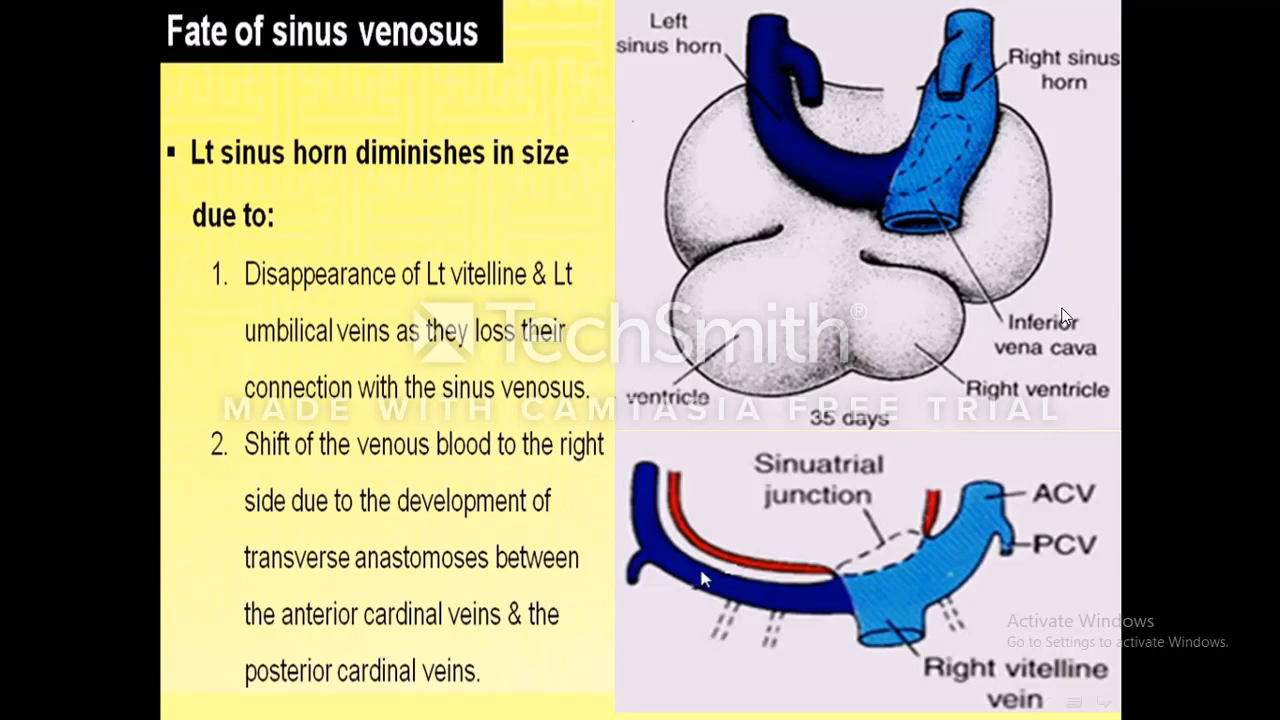 Fate of sinus venosus
▪ Lt sinus horn diminishes in size
due to:
1. Disappearance of Lt vitelline & Lt
umbilical veins as they loss their
connection with the sinus venosus.
2. Shift of the venous blood to the right
side due to the development of
transverse anastomoses between
the anterior cardinal veins & the
posterior cardinal veins.
Left
sinus horn
Right sinus
horn
Inferior
vena cava
Right ventricle
ventricle
35 days
TechSmith®
MADE WITH CAMTASIA FREE TRIAL
Sinuatrial
junction
ACV
PCV
Right vitelline
vein
Activate Windows
Go to Settings to activate Windows.